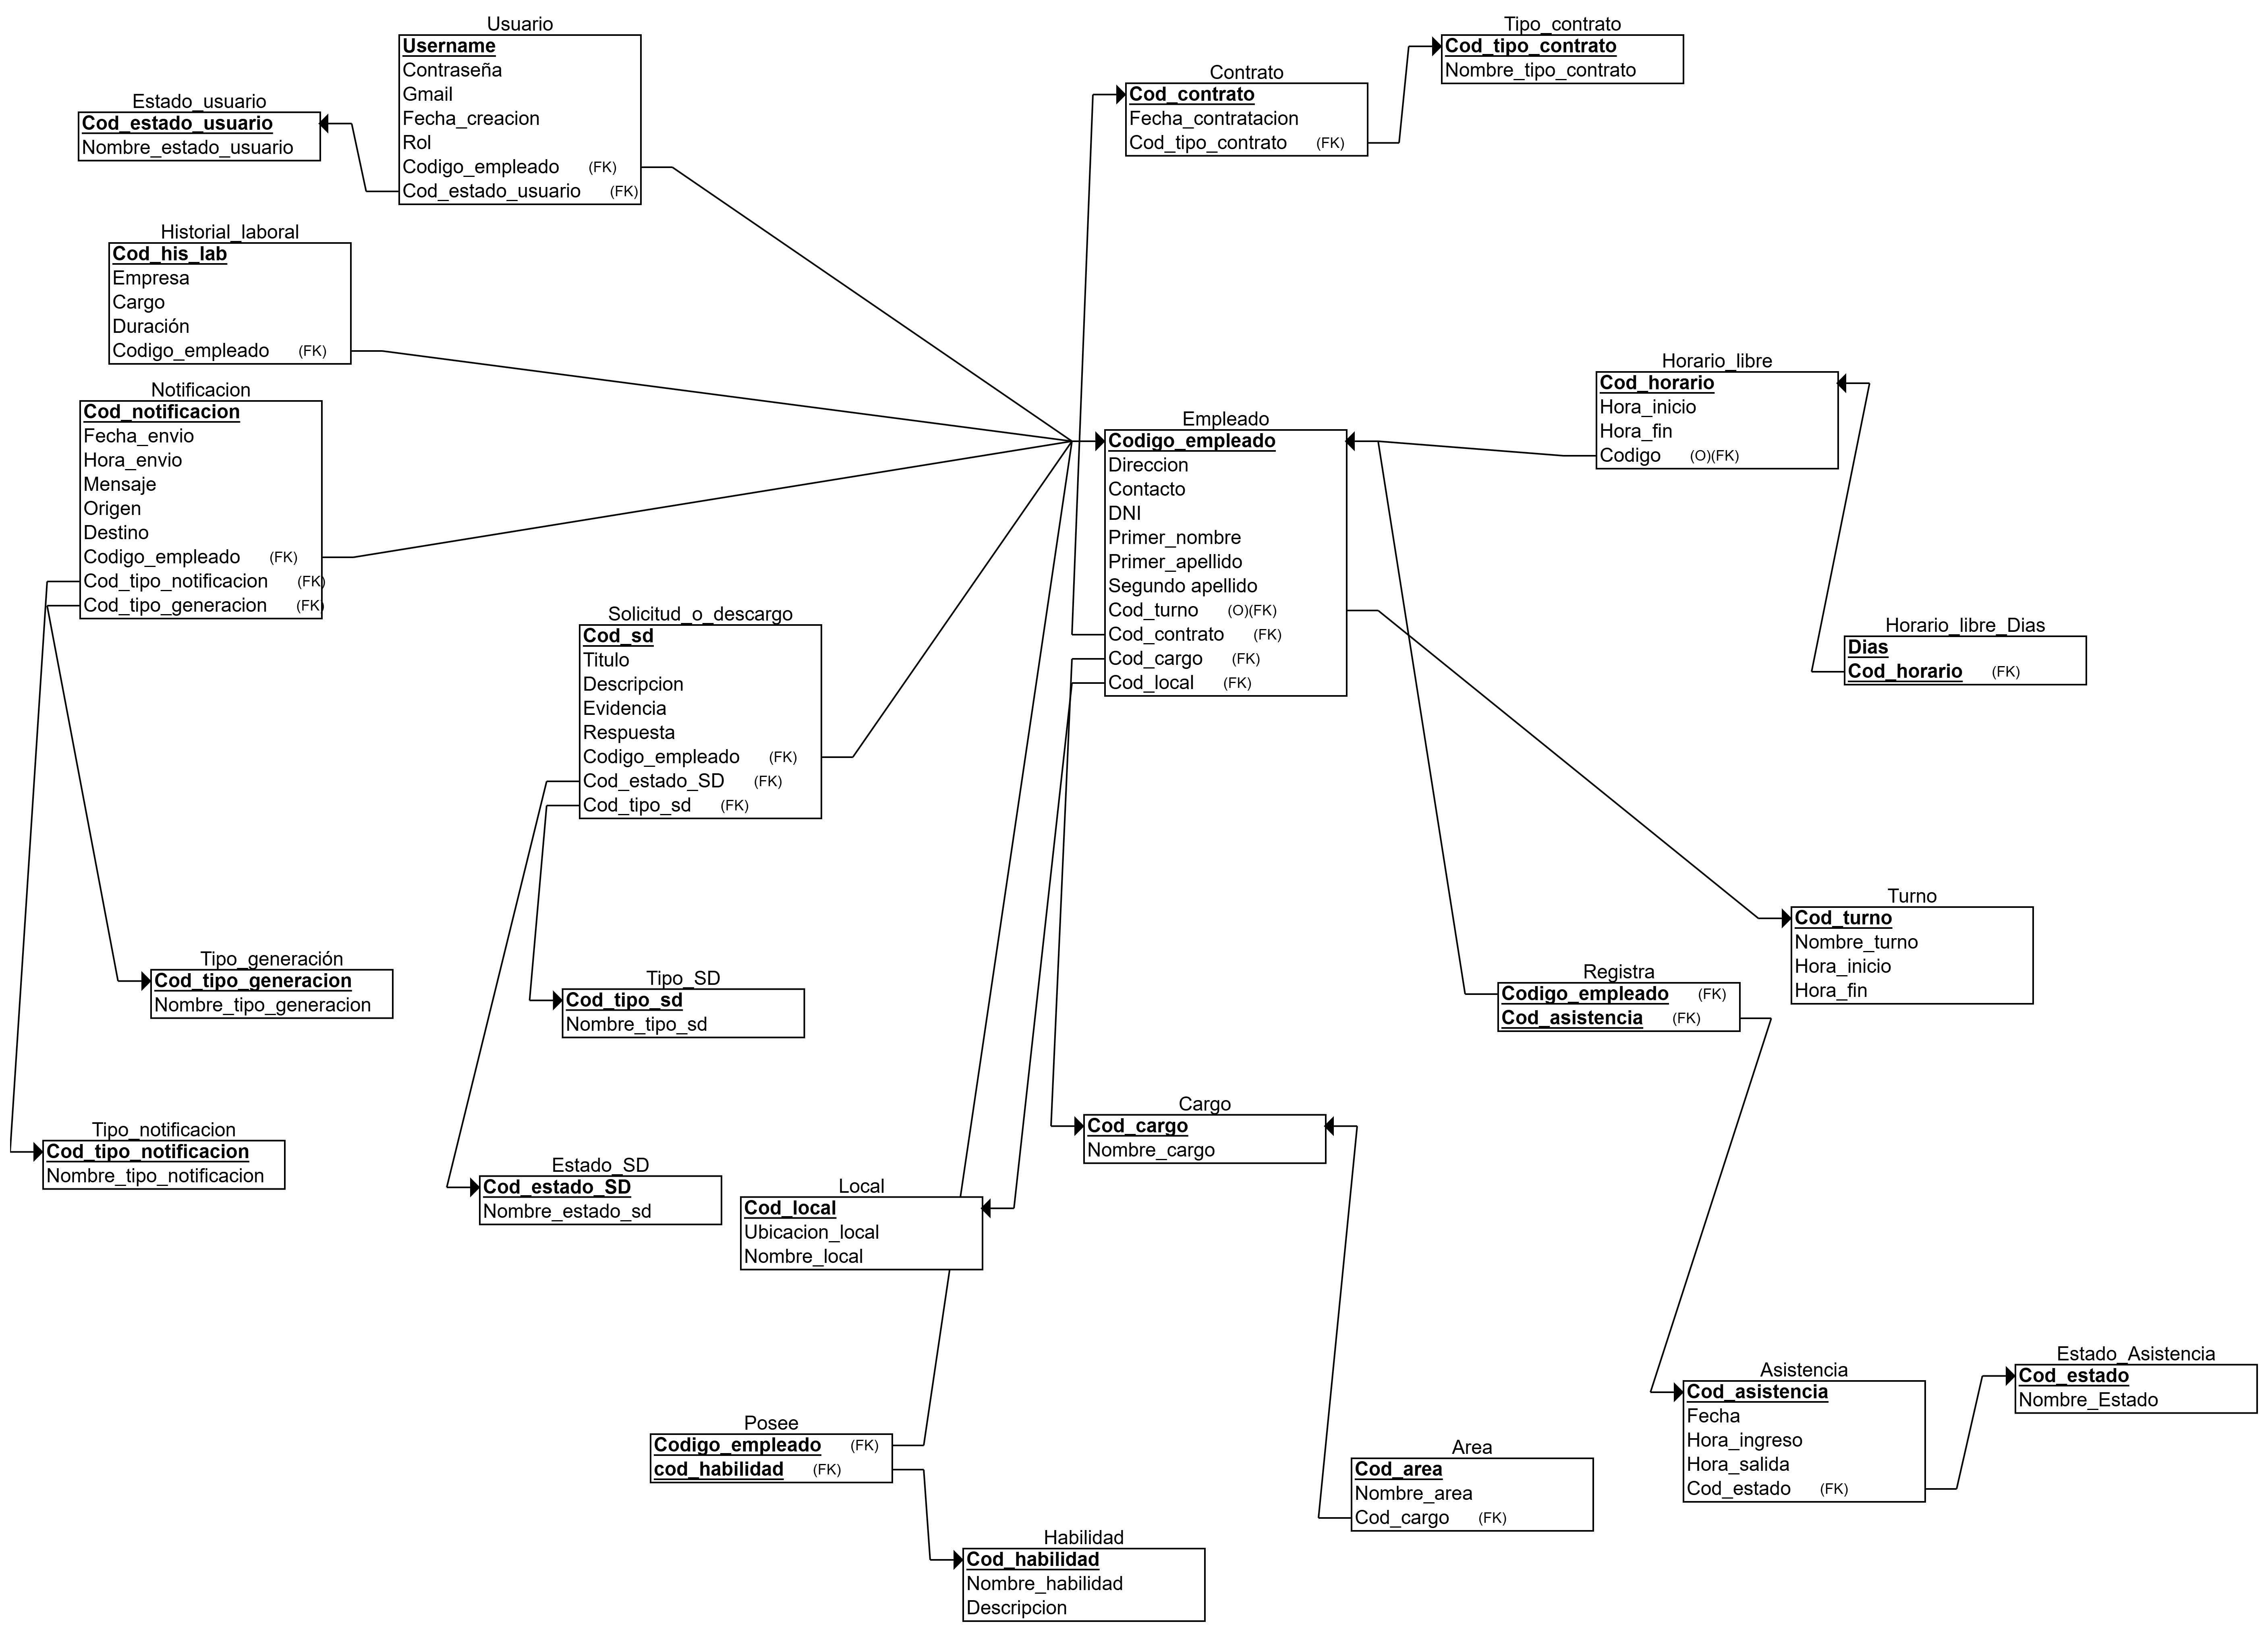 Usuario
Username
Contraseña
Gmail
Fecha_creacion
Rol
Codigo_empleado (FK)
Cod_estado_usuario (FK)
Tipo_contrato
Cod_tipo_contrato
Nombre_tipo_contrato
Contrato
Cod_contrato
Fecha_contratacion
Cod_tipo_contrato (FK)
Estado_usuario
Cod_estado_usuario
Nombre_estado_usuario
Historial_laboral
Cod_his_lab
Empresa
Cargo
Duración
Codigo_empleado (FK)
Notificacion
Cod_notificacion
Fecha_envio
Hora_envio
Mensaje
Origen
Destino
Codigo_empleado (FK)
Cod_tipo_notificacion (FK)
Cod_tipo_generacion (FK)
Horario_libre
Cod_horario
Hora_inicio
Hora_fin
Codigo (O)(FK)
Empleado
Codigo_empleado
Direccion
Contacto
DNI
Primer_nombre
Primer_apellido
Segundo apellido
Cod_turno (O)(FK)
Cod_contrato (FK)
Cod_cargo (FK)
Cod_local (FK)
Solicitud_o_descargo
Cod_sd
Titulo
Descripcion
Evidencia
Respuesta
Codigo_empleado (FK)
Cod_estado_SD (FK)
Cod_tipo_sd (FK)
Horario_libre_Dias
Dias
Cod_horario (FK)
Turno
Cod_turno
Nombre_turno
Hora_inicio
Hora_fin
Tipo_generación
Cod_tipo_generacion
Nombre_tipo_generacion
Tipo_SD
Cod_tipo_sd
Nombre_tipo_sd
Registra
Codigo_empleado (FK)
Cod_asistencia (FK)
Cargo
Cod_cargo
Nombre_cargo
Tipo_notificacion
Cod_tipo_notificacion
Nombre_tipo_notificacion
Estado_SD
Cod_estado_SD
Nombre_estado_sd
Local
Cod_local
Ubicacion_local
Nombre_local
Estado_Asistencia
Cod_estado
Nombre_Estado
Asistencia
Cod_asistencia
Fecha
Hora_ingreso
Hora_salida
Cod_estado (FK)
Posee
Codigo_empleado (FK)
cod_habilidad (FK)
Area
Cod_area
Nombre_area
Cod_cargo (FK)
Habilidad
Cod_habilidad
Nombre_habilidad
Descripcion